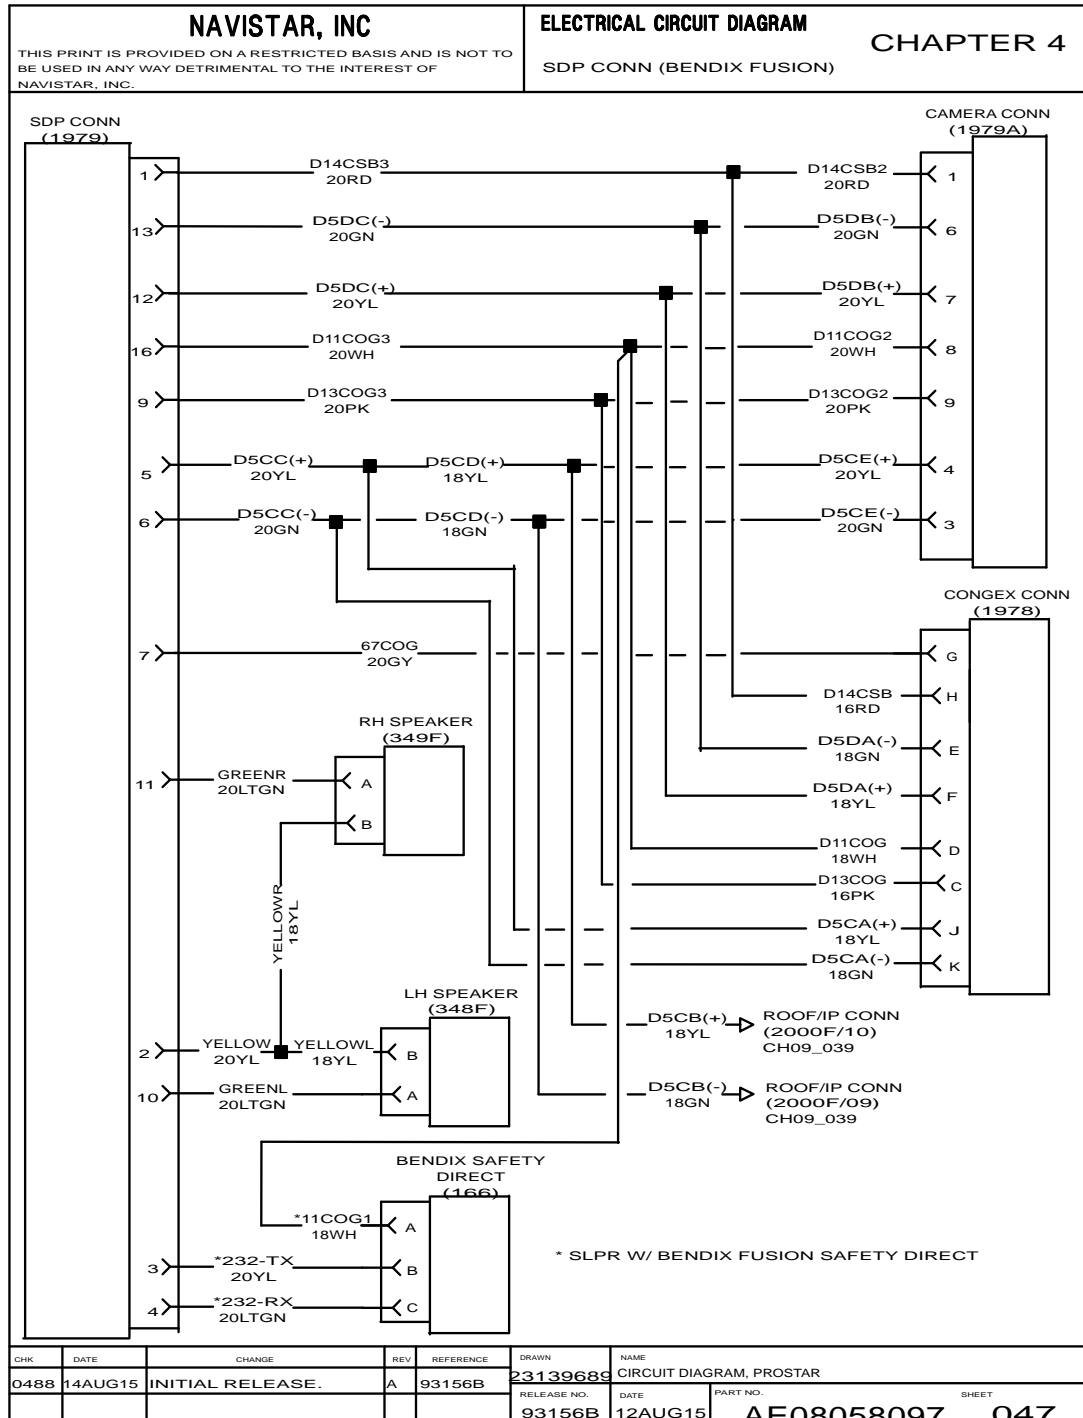 NAVISTAR, INC
THIS PRINT IS PROVIDED ON A RESTRICTED BASIS AND IS NOT TO
BE USED IN ANY WAY DETRIMENTAL TO THE INTEREST OF
NAVISTAR, INC.
ELECTRICAL CIRCUIT DIAGRAM
SDP CONN (BENDIX FUSION)
CHAPTER 4
SDP CONN
(1979)
CAMERA CONN
(1979A)
1
D14CSB3
20RD
D14CSB2
20RD
1
13
D5DC(-)
20GN
D5DB(-)
20GN
6
12
D5DC(+)
20YL
D5DB(+)
20YL
7
16
D11COG3
20WH
D11COG2
20WH
8
9
D13COG3
20PK
D13COG2
20PK
9
5
D5CC(+)
20YL
D5CD(+)
18YL
D5CE(+)
20YL
4
6
D5CC(-)
20GN
D5CD(-)
18GN
D5CE(-)
20GN
3
CONGEX CONN
(1978)
7
67COG
20GY
G
D14CSB
16RD
H
RH SPEAKER
(349F)
D5DA(-)
18GN
E
11
GREENR
20LTGN
A
D5DA(+)
18YL
F
B
D11COG
18WH
D
D13COG
16PK
C
YELLOWR
18YL
D5CA(+)
18YL
J
D5CA(-)
18GN
K
LH SPEAKER
(348F)
D5CB(+)
18YL
ROOF/IP CONN
(2000F/10)
CH09_039
2
YELLOW
20YL
YELLOWL
18YL
B
10
GREENL
20LTGN
A
D5CB(-)
18GN
ROOF/IP CONN
(2000F/09)
CH09_039
BENDIX SAFETY
DIRECT
(166)
*11COG1
18WH
A
* SLPR W/ BENDIX FUSION SAFETY DIRECT
3
*232-TX
20YL
B
4
*232-RX
20LTGN
C
CHK DATE CHANGE REV REFERENCE DRAWN NAME
0488 14AUG15 INITIAL RELEASE. A 93156B 23139689 CIRCUIT DIAGRAM, PROSTAR
RELEASE NO. DATE PART NO. SHEET
93156B 12AUG15 AE08058097 047